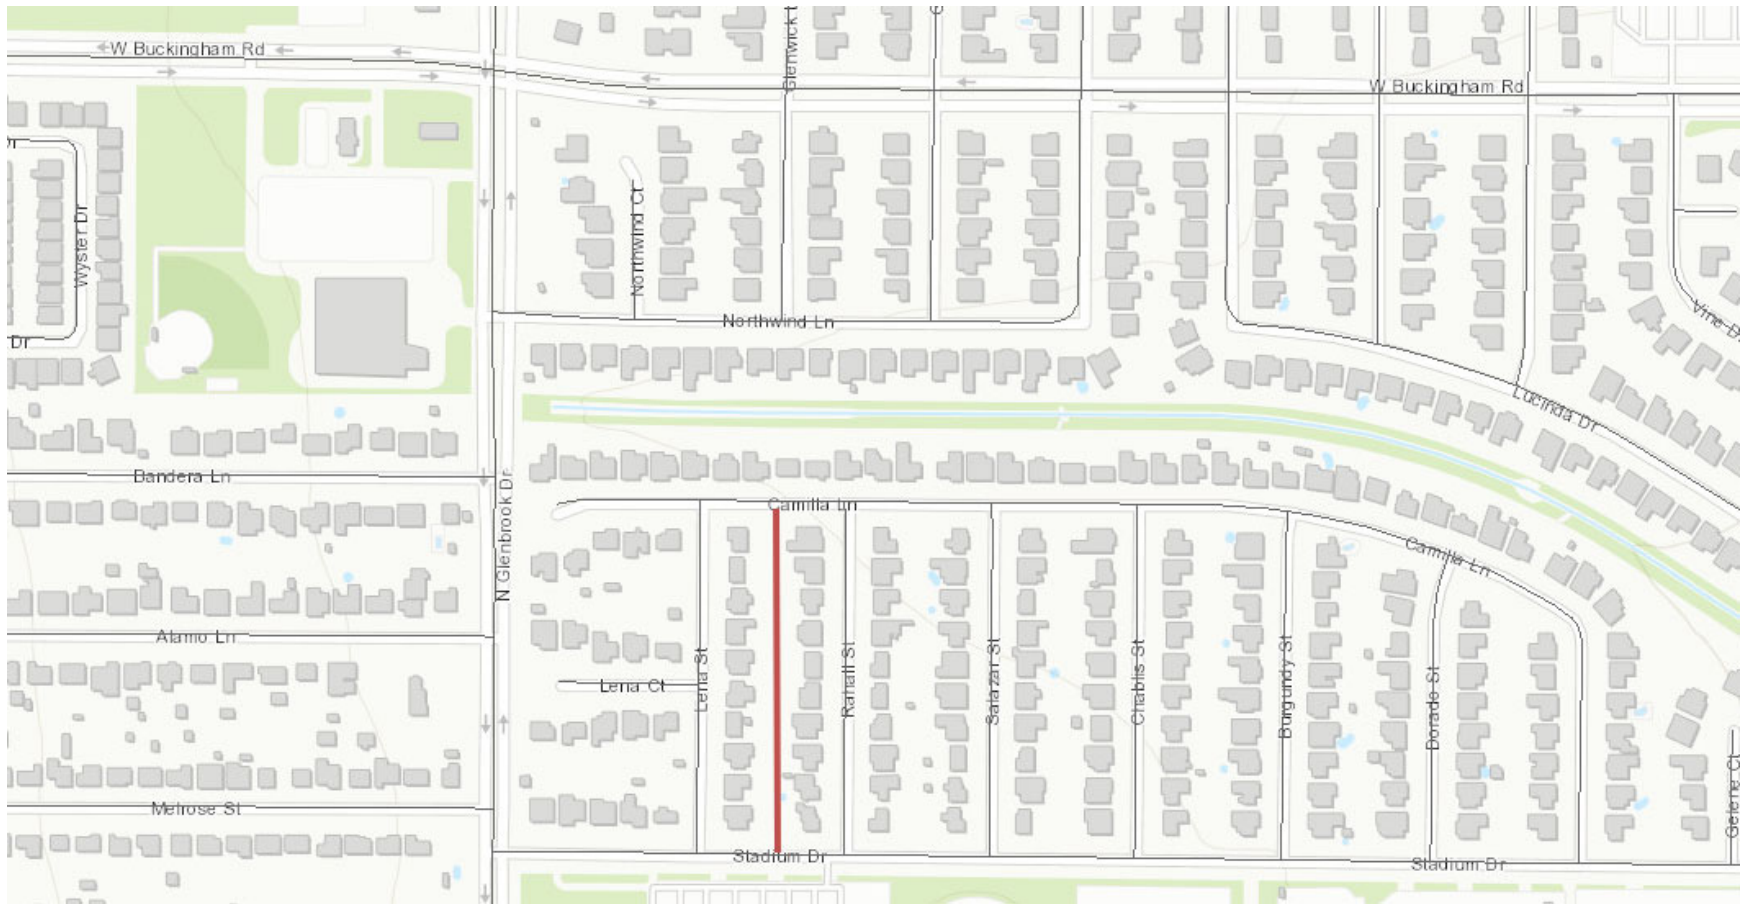 W Buckingham Rd
Glenwick L
G
W Buckingham Rd
Dr
Wyster Dr
Northwind Ct
Northwind Ln
Dr
Vine D
Lucinda Dr
Bandera Ln
N Glenbrook Dr
Camilla Ln
Camilla Ln
Alamo Ln
Lena Ct
Lena St
Rahall St
Salazar St
Chablis St
Burgundy St
Dorado St
Gelene Ct
Melrose St
Stadium Dr
Stadium Dr